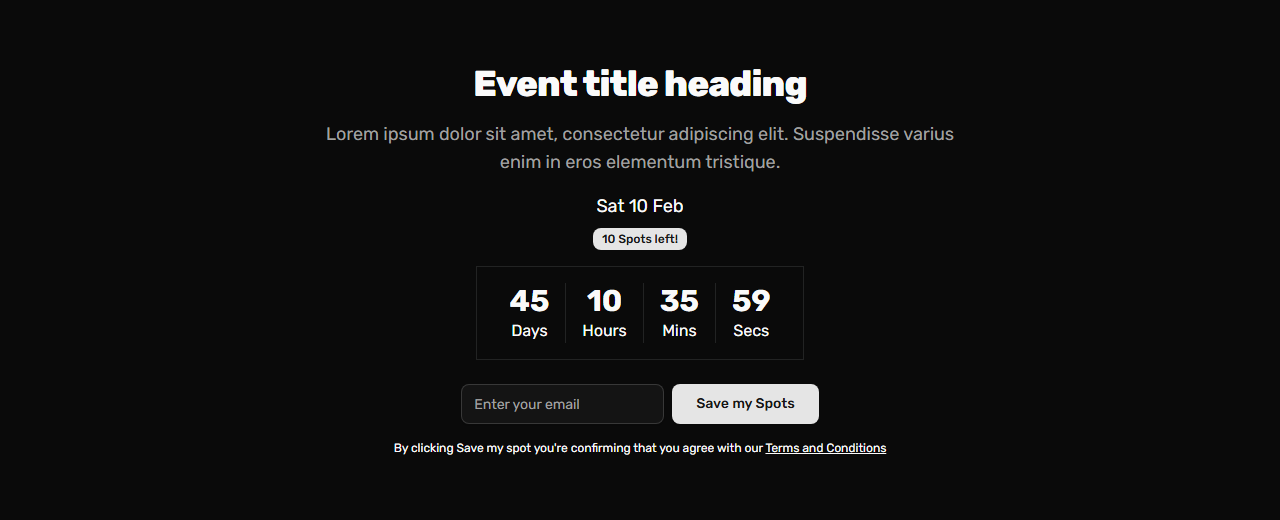 Event title heading
Lorem ipsum dolor sit amet, consectetur adipiscing elit. Suspendisse varius
enim in eros elementum tristique.
Sat 10 Feb
10 Spots left!
45 10 35 59
Days Hours Mins Secs
Enter your email Save my Spots
By clicking Save my spot you're confirming that you agree with our Terms and Conditions